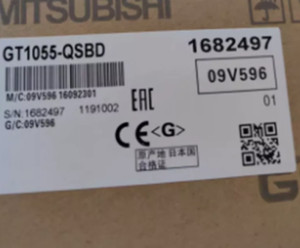 MITSUBISHI
GT1055-QSBD
1682497
09V596
M/C:09V596 16092301
S/N:1682497 1191002
01
G/C:09V596
EAC
CE<G>
原产地 日本国
合格证
G